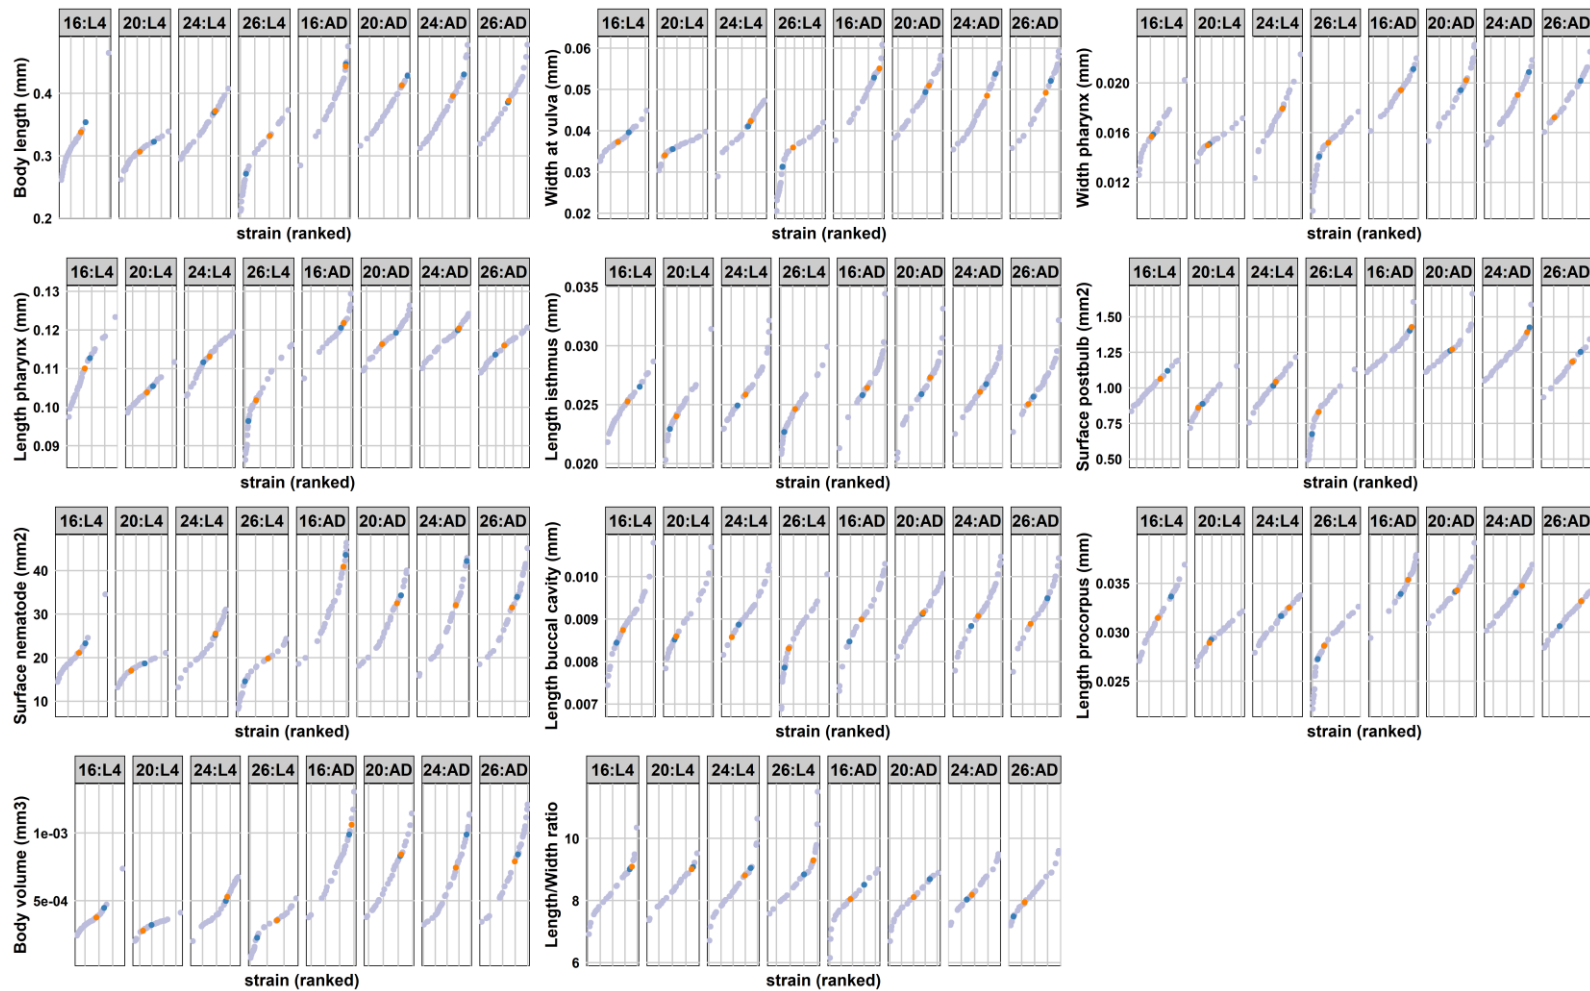 16:L4 20:L4 24:L4 26:L4 16:AD 20:AD 24:AD 26:AD
Body length (mm)
0.4
0.3
0.2
strain (ranked)
16:L4 20:L4 24:L4 26:L4 16:AD 20:AD 24:AD 26:AD
Width at vulva (mm)
0.06
0.05
0.04
0.03
0.02
strain (ranked)
16:L4 20:L4 24:L4 26:L4 16:AD 20:AD 24:AD 26:AD
Width pharynx (mm)
0.020
0.016
0.012
strain (ranked)
16:L4 20:L4 24:L4 26:L4 16:AD 20:AD 24:AD 26:AD
Length pharynx (mm)
0.13
0.12
0.11
0.10
0.09
strain (ranked)
16:L4 20:L4 24:L4 26:L4 16:AD 20:AD 24:AD 26:AD
Length isthmus (mm)
0.035
0.030
0.025
0.020
strain (ranked)
16:L4 20:L4 24:L4 26:L4 16:AD 20:AD 24:AD 26:AD
Surface postbulb (mm2)
1.50
1.25
1.00
0.75
0.50
strain (ranked)
16:L4 20:L4 24:L4 26:L4 16:AD 20:AD 24:AD 26:AD
Surface nematode (mm2)
40
30
20
10
strain (ranked)
16:L4 20:L4 24:L4 26:L4 16:AD 20:AD 24:AD 26:AD
Length buccal cavity (mm)
0.010
0.009
0.008
0.007
strain (ranked)
16:L4 20:L4 24:L4 26:L4 16:AD 20:AD 24:AD 26:AD
Length procorpus (mm)
0.035
0.030
0.025
strain (ranked)
16:L4 20:L4 24:L4 26:L4 16:AD 20:AD 24:AD 26:AD
Body volume (mm3)
1e-03
5e-04
strain (ranked)
16:L4 20:L4 24:L4 26:L4 16:AD 20:AD 24:AD 26:AD
Length/Width ratio
10
8
6
strain (ranked)